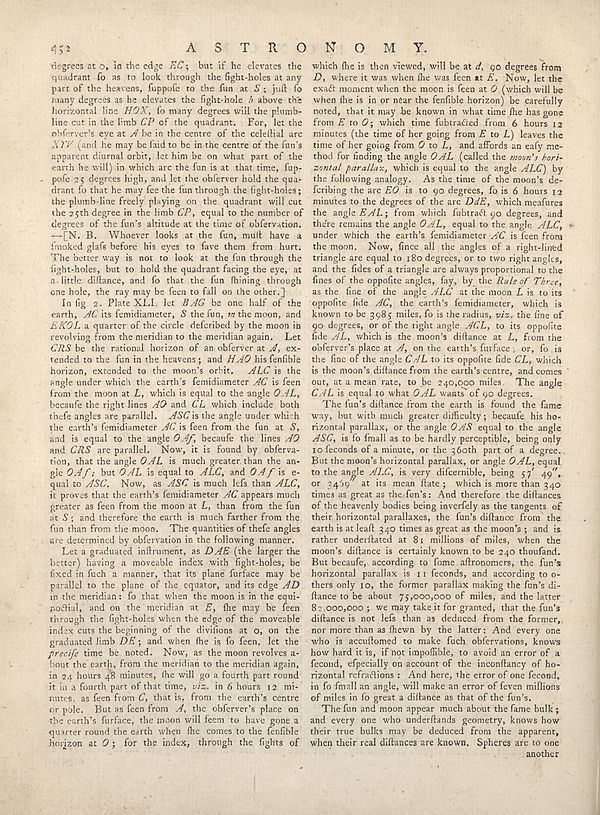 452 A S T R O N O M Y.
degrees at o, in the edge EC; but if he elevates the
quadrant ſo as to look through the ſight-holes at any
part of the heavens, ſuppoſe to the ſun at S; juſt ſo
many degrees as he elevates the ſight-hole b above the
horizontal line HOX, ſo many degrees will the plumb-
line cut in the limb CP of the quadrant. For, let the
obſerver's eye at A be in the centre of the celeſtial arc
XTV (and he may be ſaid to be in the centre of the ſun's
apparent diurnal orbit, let him be on what part of the
earth he will) in which arc the ſun is at that time, ſup-
poſe 25 degrees high, and let the obſerver hold the qua-
drant ſo that he may ſee the ſun through the ſight-holes;
the plumb-line freely playing on the quadrant will cut
the 25th degree in the limb CP, equal to the number of
degrees of the ſun's altitude at the time of obſervation.
—[N. B. Whoever looks at the ſun, muſt have a
ſmoked glaſs before his eyes to ſave them from hurt.
The better way is not to look at the ſun through the
ſight-holes, but to hold the quadrant facing the eye, at
a little diſtance, and ſo that the ſun ſhining through
one hole, the ray may be ſeen to fall on the other.]
In fig 2. Plate XLI. let BAG be one half of the
earth, AC its ſemidiameter, S the ſun, m the moon, and
EKOL a quarter of the circle deſcribed by the moon in
revolving from the meridian to the meridian again. Let
CRS be the rational horizon of an obſerver at A, ex-
tended to the ſun in the heavens; and HAO his ſenſible
horizon, extended to the moon's orbit. ALC is the
angle under which the earth's ſemidiameter AC is ſeen
from the moon at L, which is equal to the angle OAL,
becauſe the right lines AO and CL which include both
theſe angles are parallel. ASC is the angle under which
the earth's ſemidiameter AC is ſeen from the ſun at S,
and is equal to the angle OAf, becauſe the lines AO
and CRS are parallel. Now, it is found by obſerva-
tion, that the angle OAL is much greater than the an-
gle OAf; but OAL is equal to ALC, and OAf is e-
qual to ASC. Now, as ASC is much leſs than ALC,
it proves that the earth's ſemidiameter AC appears much
greater as ſeen from the moon at L, than from the ſun
at S; and therefore the earth is much farther from the
ſun than from the moon. The quantities of theſe angles
are determined by obſervation in the following manner.
Let a graduated inſtrument, as DAE (the larger the
better) having a moveable index with ſight-holes, be
fixed in ſuch a manner, that its plane ſurface may be
parallel to the plane of the equator, and its edge AD
in the meridian: ſo that when the moon is in the equi-
noctial, and on the meridian at E, ſhe may be ſeen
through the ſight-holes when the edge of the moveable
index cuts the beginning of the diviſions at o, on the
graduated limb DE; and when ſhe is ſo ſeen, let the
preciſe time be noted. Now, as the moon revolves a-
bout the earth, from the meridian to the meridian again,
in 24 hours 48 minutes, ſhe will go a fourth part round
it in a fourth part of that time, viz. in 6 hours 12 mi-
nutes, as ſeen from C, that is, from the earth's centre
or pole. But as ſeen from A, the obſerver's place on
the earth's ſurface, the moon will ſeem to have gone a
quarter round the earth when ſhe comes to the ſenſible
horizon at O; for the index, through the ſights of
which ſhe is then viewed, will be at d, 90 degrees from
D, where it was when ſhe was ſeen at E. Now, let the
exact moment when the moon is ſeen at O (which will be
when ſhe is in or near the ſenſible horizon) be carefully
noted, that it may be known in what time ſhe has gone
from E to O; which time ſubtracted from 6 hours 12
minutes (the time of her going from E to L) leaves the
time of her going from O to L, and affords an eaſy me-
thod for finding the angle OAL (called the moon's hori-
zontal parallax, which is equal to the angle ALC) by
the following analogy. As the time of the moon's de-
ſcribing the arc EO is to 90 degrees, ſo is 6 hours 12
minutes to the degrees of the arc DdE, which meaſures
the angle EAL; from which ſubtract 90 degrees, and
there remains the angle OAL, equal to the angle ALC,
under which the earth's ſemidiameter AC is ſeen from
the moon. Now, ſince all the angles of a right-lined
triangle are equal to 180 degrees, or to two right angles,
and the ſides of a triangle are always proportional to the
ſines of the oppoſite angles, ſay, by the Rule of Three,
as the ſine of the angle ALC at the moon L is to its
oppoſite ſide AC, the earth's ſemidiameter, which is
known to be 3985 miles, ſo is the radius, viz. the ſine of
90 degrees, or of the right angle ACL, to its oppoſite
ſide AL, which is the moon's diſtance at L, from the
obſerver's place at A, on the earth's ſurface; or, ſo is
the ſine of the angle CAL to its oppoſite ſide CL, which
is the moon's diſtance from the earth's centre, and comes
out, at a mean rate, to be 240,000 miles. The angle
CAL is equal to what OAL wants of 90 degrees.
The ſun's diſtance from the earth is found the ſame
way, but with much greater difficulty; becauſe his ho-
rizontal parallax, or the angle OAS equal to the angle
ASC, is ſo ſmall as to be hardly perceptible, being only
10 ſeconds of a minute, or the 360th part of a degree.
But the moon's horizontal parallax, or angle OAL, equal
to the angle ALC, is very diſcernible, being 57′ 49″,
or 3469″ at its mean ſtate; which is more than 340
times as great as the ſun's: And therefore the diſtances
of the heavenly bodies being inverſely as the tangents of
their horizontal parallaxes, the ſun's diſtance from the
earth is at leaſt 340 times as great as the moon's; and is
rather underſtated at 81 millions of miles, when the
moon's diſtance is certainly known to be 240 thouſand.
But becauſe, according to ſome aſtronomers, the ſun's
horizontal parallax is 11 ſeconds, and according to o-
thers only 10, the former parallax making the ſun's di-
ſtance to be about 75,000,000 of miles, and the latter
82,000,000; we may take it for granted, that the ſun's
diſtance is not leſs than as deduced from the former,
nor more than as ſhewn by the latter: And every one
who is accuſtomed to make ſuch obſervations, knows
how hard it is, if not impoſſible, to avoid an error of a
ſecond, eſpecially on account of the inconſtancy of ho-
rizontal refractions: And here, the error of one ſecond,
in ſo ſmall an angle, will make an error of ſeven millions
of miles in ſo great a diſtance as that of the ſun's.
The ſun and moon appear much about the ſame bulk;
and every one who underſtands geometry, knows how
their true bulks may be deduced from the apparent,
when their real diſtances are known. Spheres are to one
another